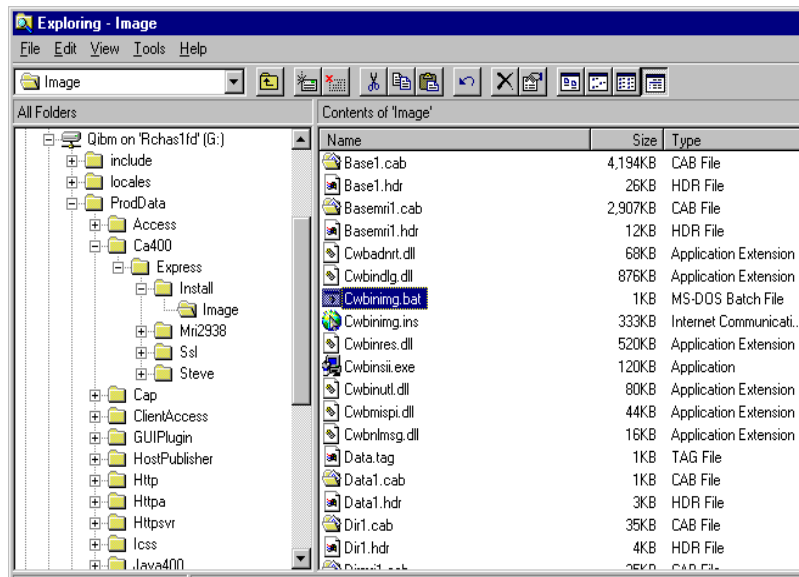 Exploring - Image
File Edit View Tools Help
Image
All Folders
Contents of 'Image'
Qibm on 'Rchas1fd' (G:)
include
locales
ProdData
Access
Ca400
Express
Install
Image
Mri2938
Ssl
Steve
Cap
ClientAccess
GUIPlugin
HostPublisher
Http
Httpa
Httpsvr
Icss
Java400
Name Size Type
Base1.cab 4,194KB CAB File
Base1.hdr 26KB HDR File
Basemri1.cab 2,907KB CAB File
Basemri1.hdr 12KB HDR File
Cwbadnrt.dll 68KB Application Extension
Cwbindlg.dll 876KB Application Extension
Cwbinimg.bat 1KB MS-DOS Batch File
Cwbinimg.ins 333KB Internet Communicati..
Cwbinres.dll 520KB Application Extension
Cwbinsii.exe 120KB Application
Cwbinutl.dll 80KB Application Extension
Cwbmispi.dll 44KB Application Extension
Cwbnlmsg.dll 16KB Application Extension
Data.tag 1KB TAG File
Data1.cab 1KB CAB File
Data1.hdr 3KB HDR File
Dir1.cab 35KB CAB File
Dir1.hdr 4KB HDR File